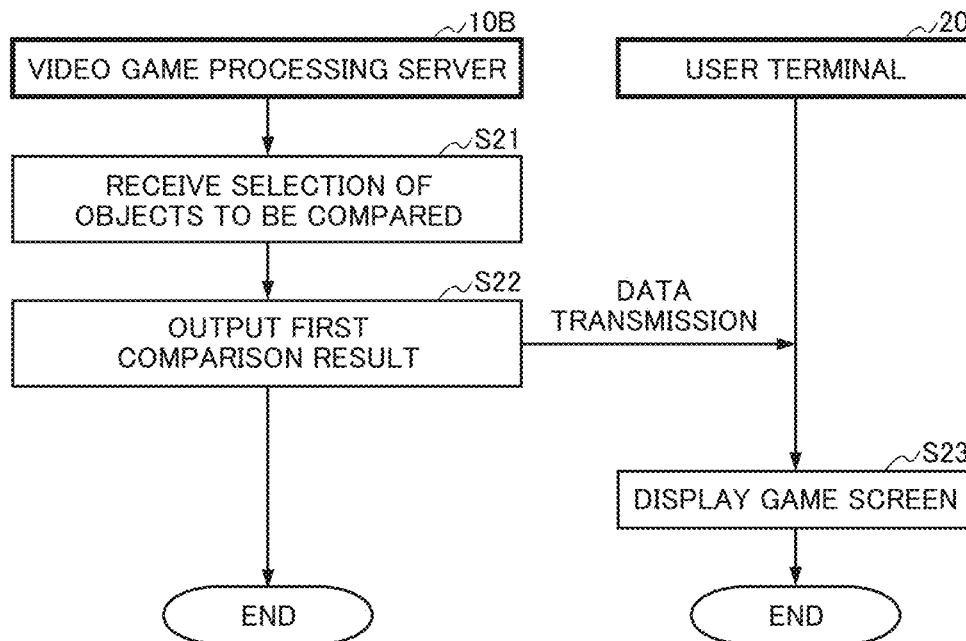 10B
VIDEO GAME PROCESSING SERVER
20
USER TERMINAL
S21
RECEIVE SELECTION OF
OBJECTS TO BE COMPARED
S22
OUTPUT FIRST
COMPARISON RESULT
DATA
TRANSMISSION
S23
DISPLAY GAME SCREEN
END
END